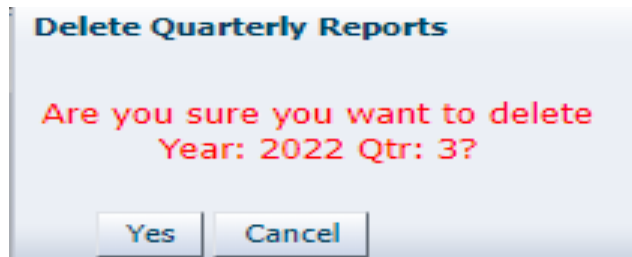 Delete Quarterly Reports
Are you sure you want to delete
Year: 2022 Qtr: 3?
Yes Cancel